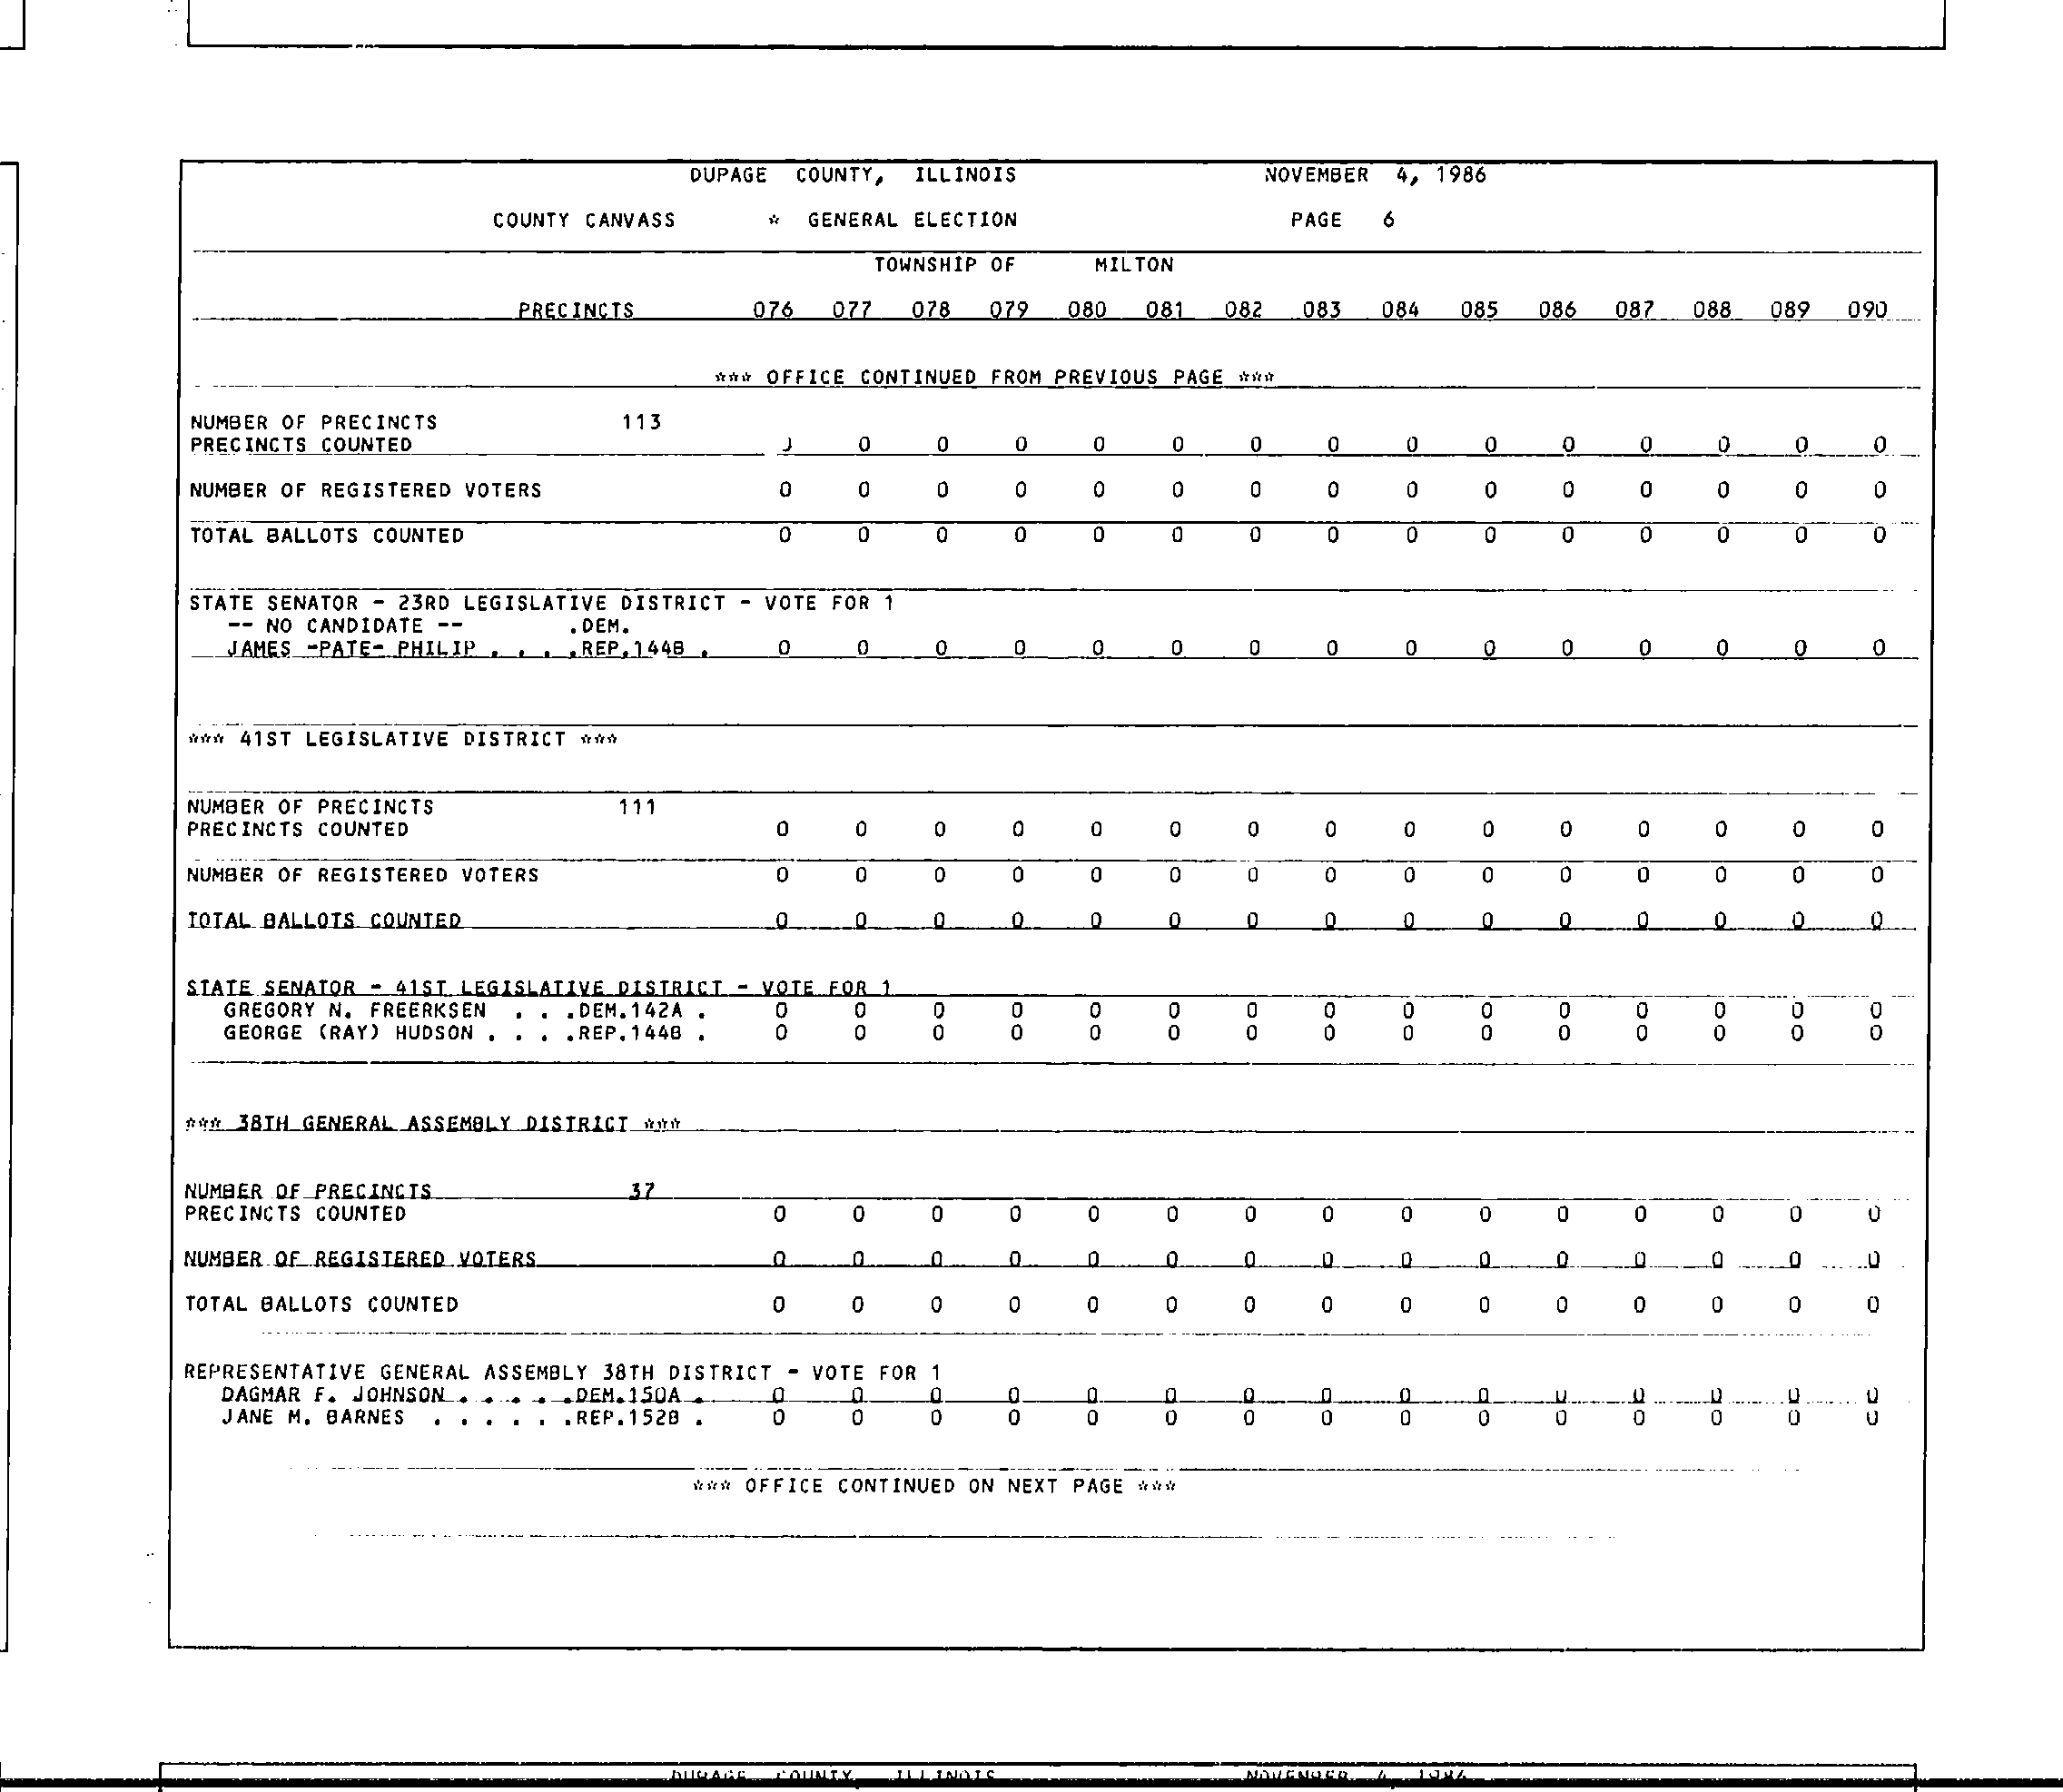 DUPAGE COUNTY, ILLINOIS NOVEMBER 4, 1986
COUNTY CANVASS * GENERAL ELECTION PAGE 6
TOWNSHIP OF MILTON
PRECINCTS 076 077 078 079 080 081 082 083 084 085 086 087 088 089 090
*** OFFICE CONTINUED FROM PREVIOUS PAGE ***
NUMBER OF PRECINCTS 113
PRECINCTS COUNTED 0 0 0 0 0 0 0 0 0 0 0 0 0 0 0
NUMBER OF REGISTERED VOTERS 0 0 0 0 0 0 0 0 0 0 0 0 0 0 0
TOTAL BALLOTS COUNTED 0 0 0 0 0 0 0 0 0 0 0 0 0 0 0
STATE SENATOR - 23RD LEGISLATIVE DISTRICT - VOTE FOR 1
-- NO CANDIDATE -- .DEM.
JAMES -PATE- PHILIP . . . .REP.144B . 0 0 0 0 0 0 0 0 0 0 0 0 0 0 0
*** 41ST LEGISLATIVE DISTRICT ***
NUMBER OF PRECINCTS 111
PRECINCTS COUNTED 0 0 0 0 0 0 0 0 0 0 0 0 0 0 0
NUMBER OF REGISTERED VOTERS 0 0 0 0 0 0 0 0 0 0 0 0 0 0 0
TOTAL BALLOTS COUNTED 0 0 0 0 0 0 0 0 0 0 0 0 0 0 0
STATE SENATOR - 41ST LEGISLATIVE DISTRICT - VOTE FOR 1
GREGORY N. FREERKSEN . . .DEM.142A . 0 0 0 0 0 0 0 0 0 0 0 0 0 0 0
GEORGE (RAY) HUDSON . . . .REP.144B . 0 0 0 0 0 0 0 0 0 0 0 0 0 0 0
*** 38TH GENERAL ASSEMBLY DISTRICT ***
NUMBER OF PRECINCTS 37
PRECINCTS COUNTED 0 0 0 0 0 0 0 0 0 0 0 0 0 0 0
NUMBER OF REGISTERED VOTERS 0 0 0 0 0 0 0 0 0 0 0 0 0 0 0
TOTAL BALLOTS COUNTED 0 0 0 0 0 0 0 0 0 0 0 0 0 0 0
REPRESENTATIVE GENERAL ASSEMBLY 38TH DISTRICT - VOTE FOR 1
DAGMAR F. JOHNSON . . . . .DEM.150A . 0 0 0 0 0 0 0 0 0 0 0 0 0 0 0
JANE M. BARNES . . . . . .REP.152B . 0 0 0 0 0 0 0 0 0 0 0 0 0 0 0
*** OFFICE CONTINUED ON NEXT PAGE ***
DUPAGE COUNTY, ILLINOIS NOVEMBER 4, 1986